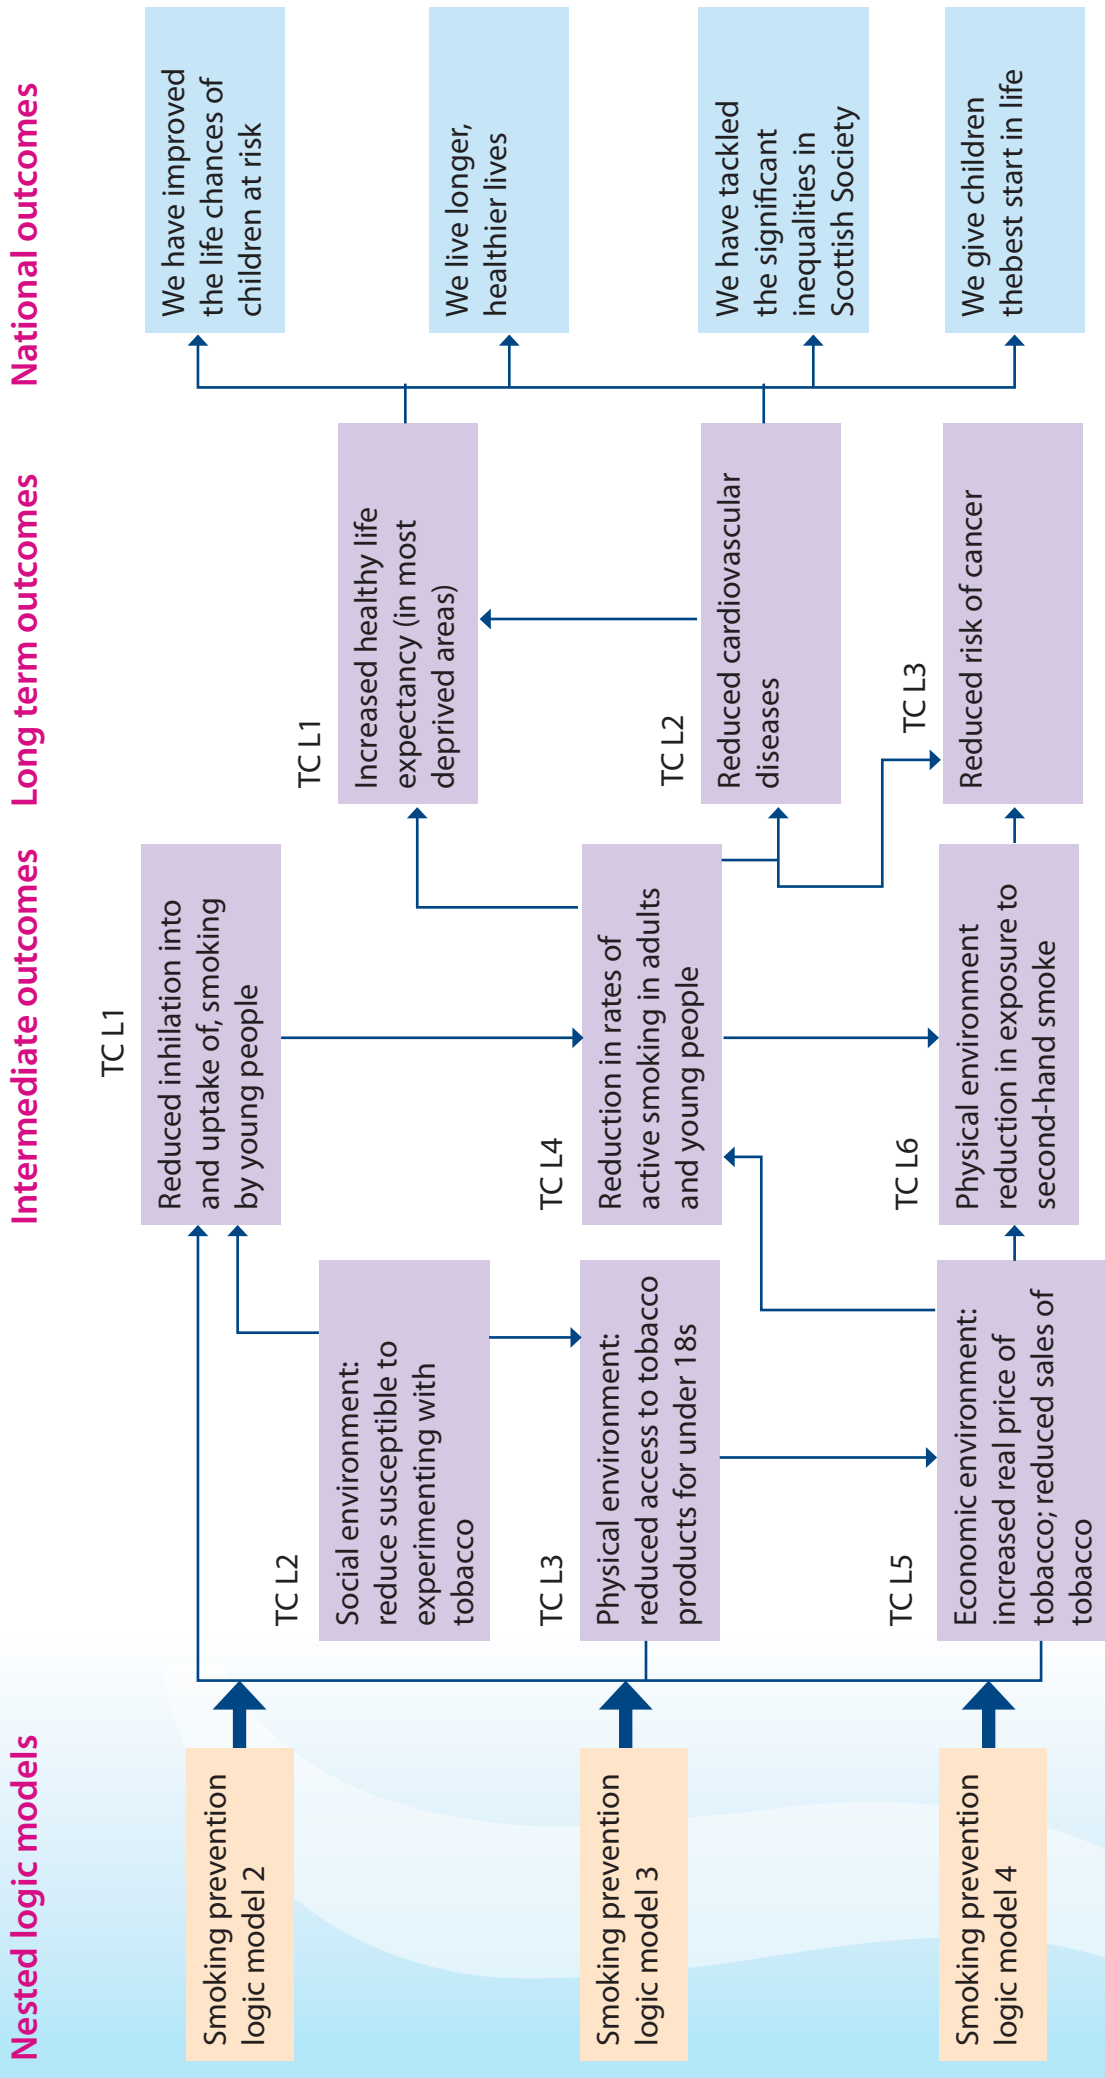 Nested logic models
Intermediate outcomes
Long term outcomes
National outcomes
Smoking prevention
logic model 2
Smoking prevention
logic model 3
Smoking prevention
logic model 4
TC L2
Social environment:
reduce susceptible to
experimenting with
tobacco
TC L3
Physical environment:
reduced access to tobacco
products for under 18s
TC L5
Economic environment:
increased real price of
tobacco; reduced sales of
tobacco
TC L1
Reduced inhilation into
and uptake of, smoking
by young people
TC L4
Reduction in rates of
active smoking in adults
and young people
TC L6
Physical environment
reduction in exposure to
second-hand smoke
TC L1
Increased healthy life
expectancy (in most
deprived areas)
TC L2
Reduced cardiovascular
diseases
TC L3
Reduced risk of cancer
We have improved
the life chances of
children at risk
We live longer,
healthier lives
We have tackled
the significant
inequalities in
Scottish Society
We give children
thebest start in life